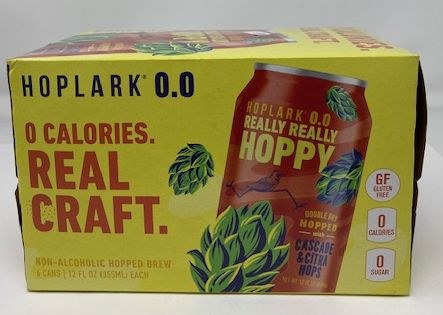 HOPLARK® 0.0
0 CALORIES.
REAL
CRAFT.
NON-ALCOHOLIC HOPPED BREW
6 CANS | 12 FL OZ (355ML) EACH
HOPLARK 0.0
REALLY REALLY
HOPPY
DOUBLE DRY
HOPPED
with
CASCADE
& CITRA
HOPS
GF
GLUTEN
FREE
0
CALORIES
0
SUGAR